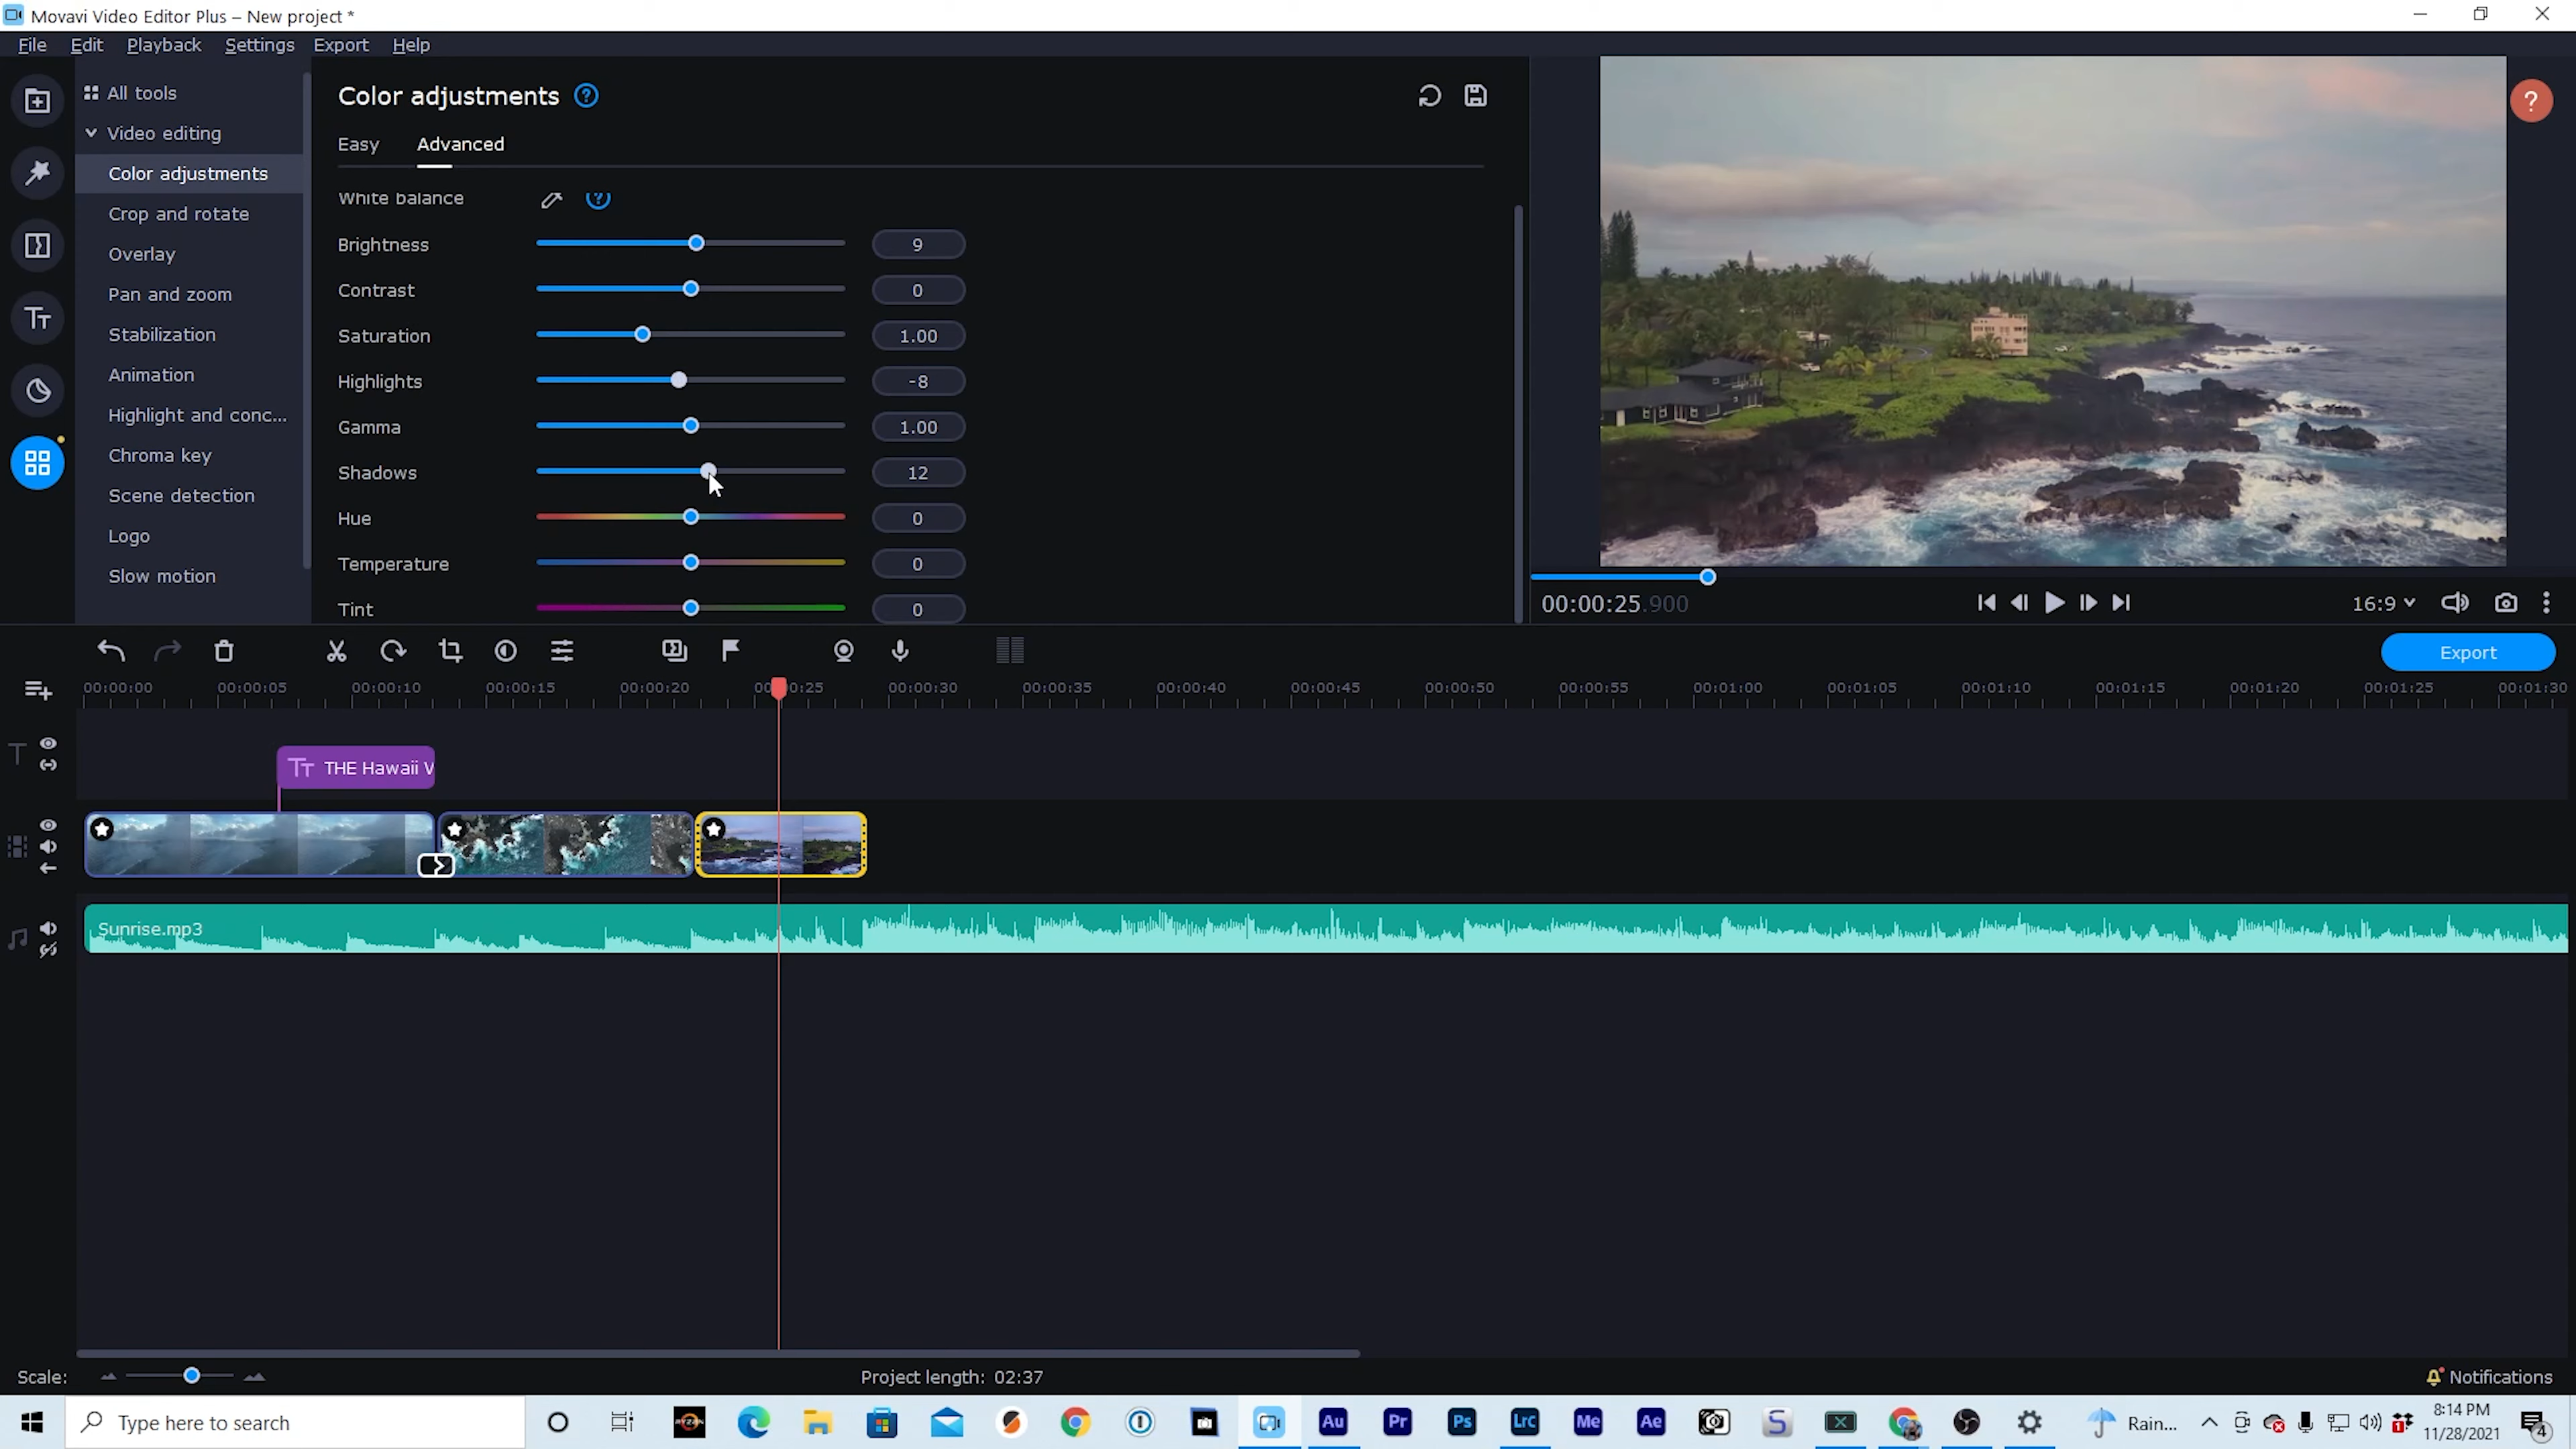 Movavi Video Editor Plus – New project *
File Edit Playback Settings Export Help
All tools
Video editing
Color adjustments
Crop and rotate
Overlay
Pan and zoom
Stabilization
Animation
Highlight and conc...
Chroma key
Scene detection
Logo
Slow motion
Color adjustments ?
Easy Advanced
White balance ?
Brightness 9
Contrast 0
Saturation 1.00
Highlights -8
Gamma 1.00
Shadows 12
Hue 0
Temperature 0
Tint 0
?
00:00:25.900
16:9
Export
00:00:00 00:00:05 00:00:10 00:00:15 00:00:20 00:00:25 00:00:30 00:00:35 00:00:40 00:00:45 00:00:50 00:00:55 00:01:00 00:01:05 00:01:10 00:01:15 00:01:20 00:01:25 00:01:30
Tт THE Hawaii V
Sunrise.mp3
Scale:
Project length: 02:37
Notifications
Type here to search
RYZEN
Au
Pr
Ps
LrC
Me
Ae
S
X
Rain...
1
8:14 PM
11/28/2021
4